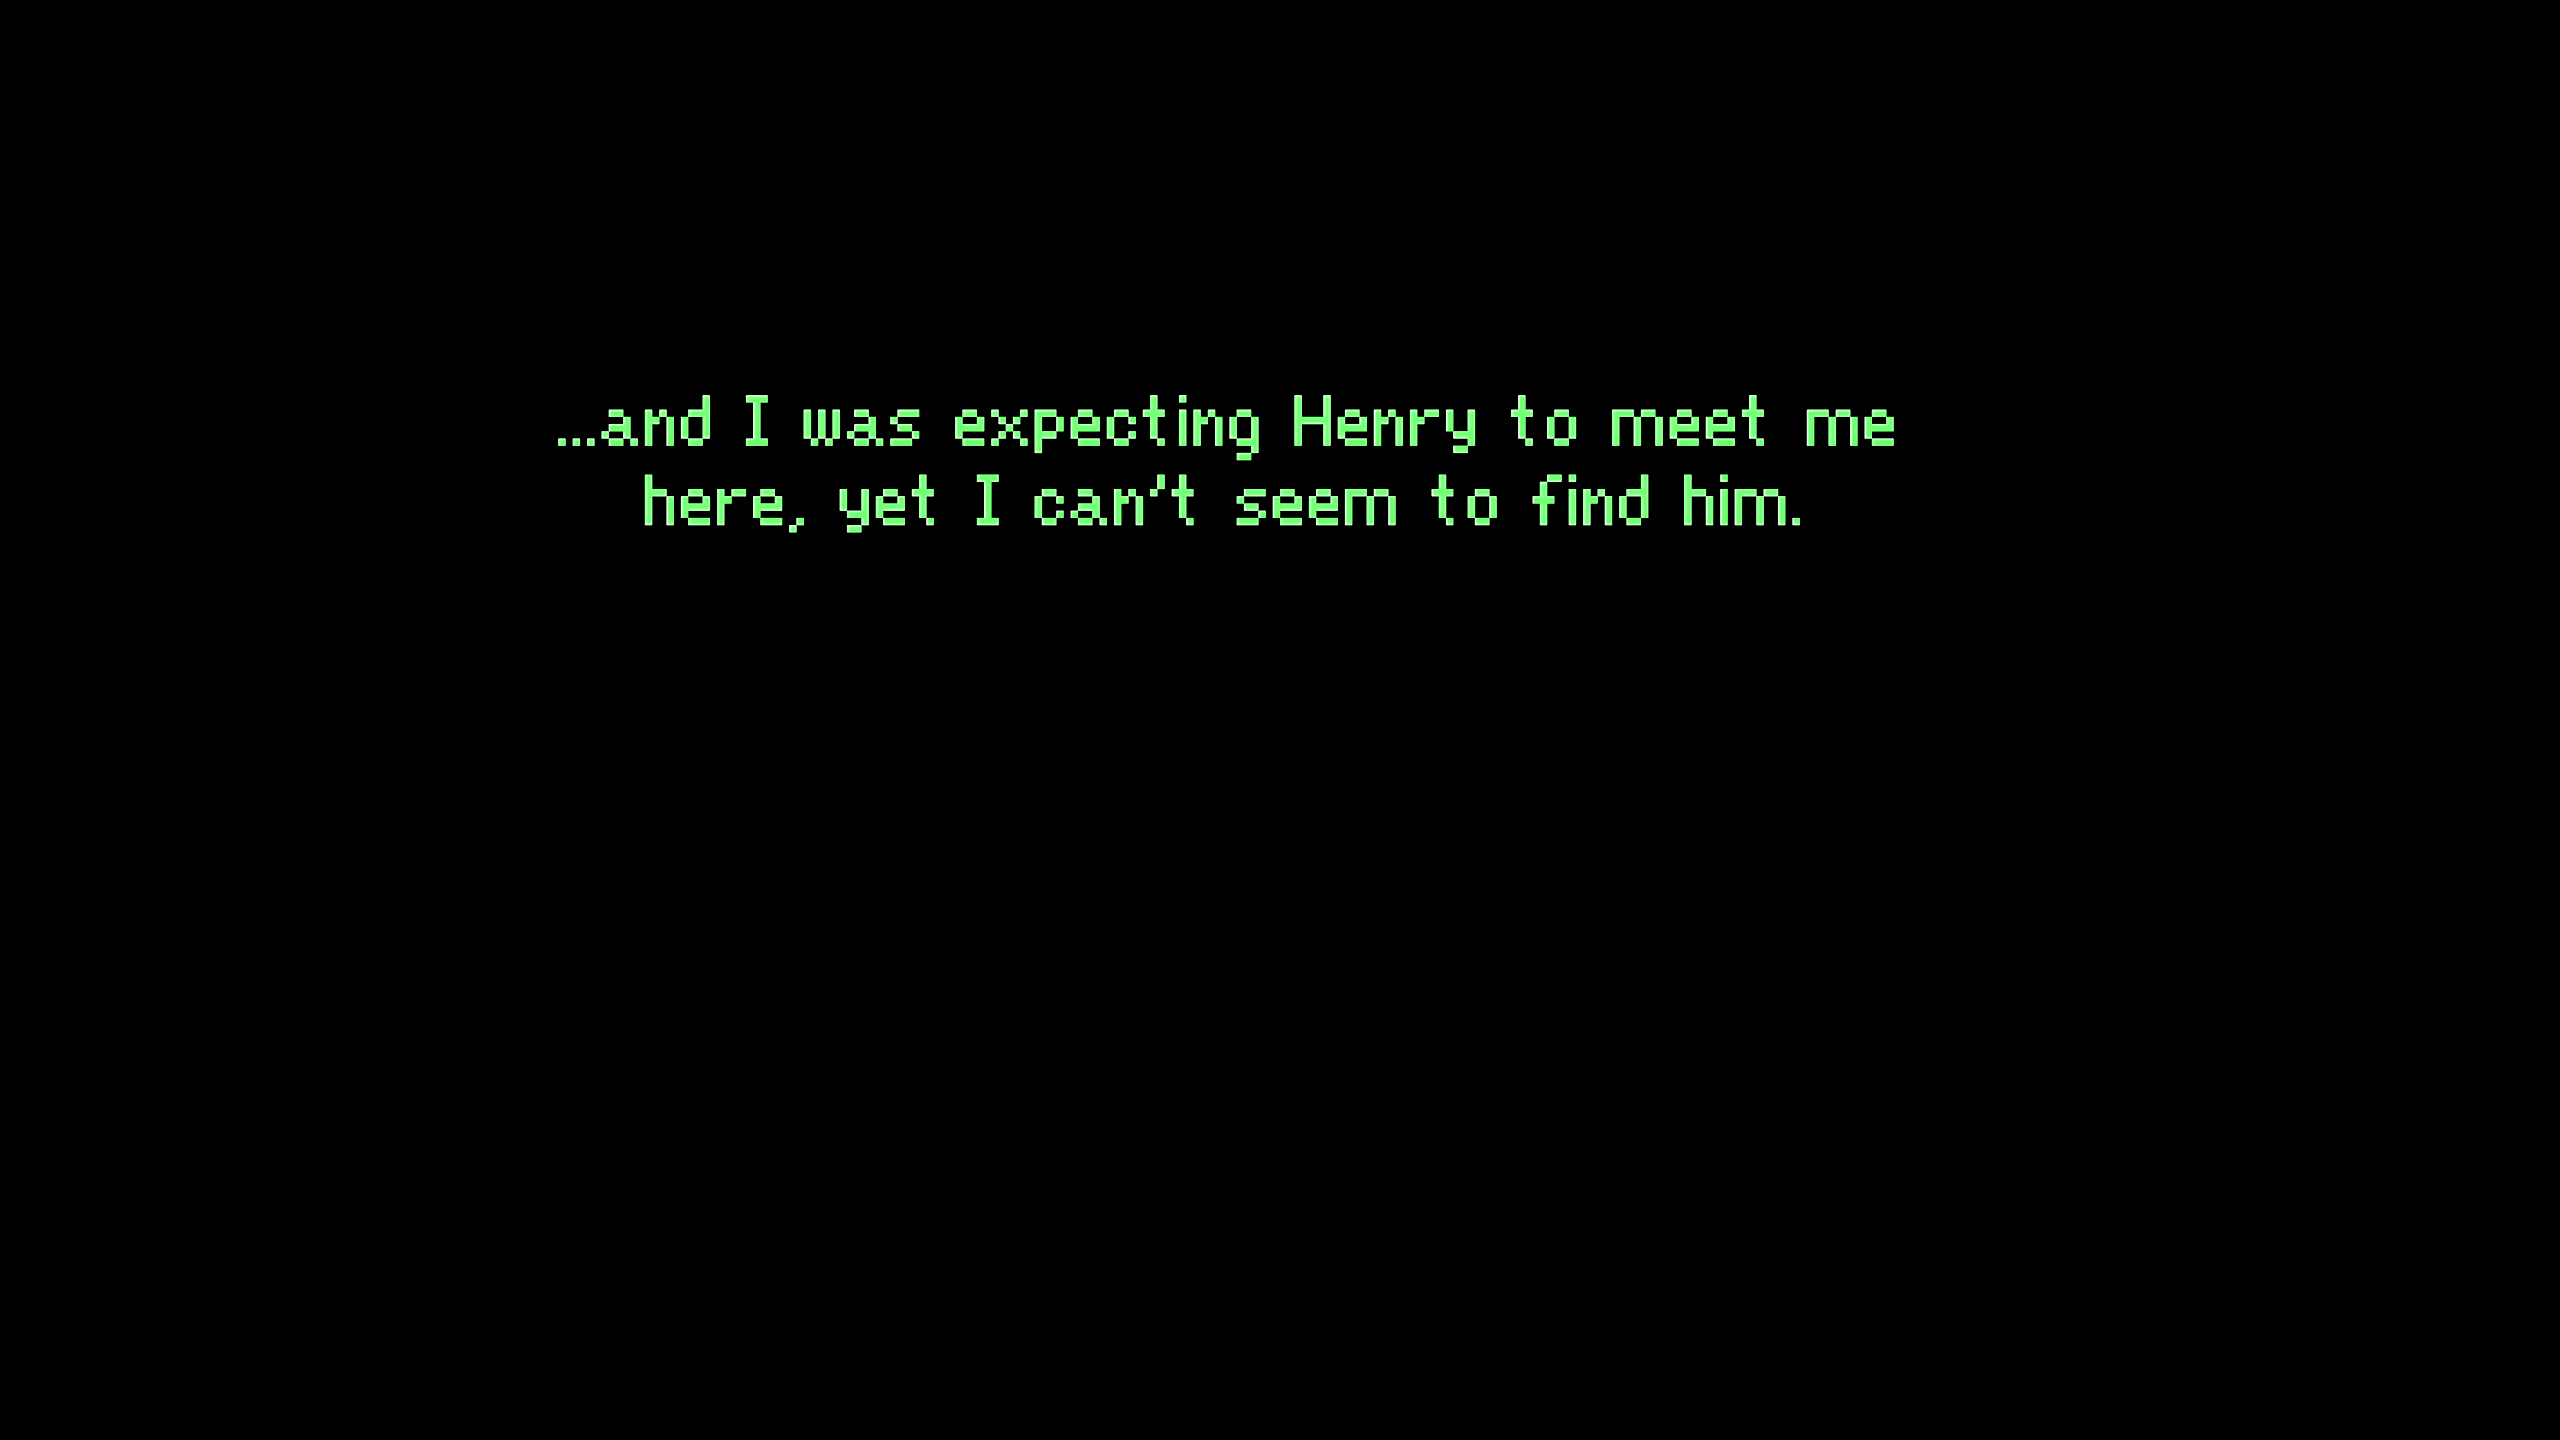 ...and I was expecting Henry to meet me
here, yet I can't seem to find him.